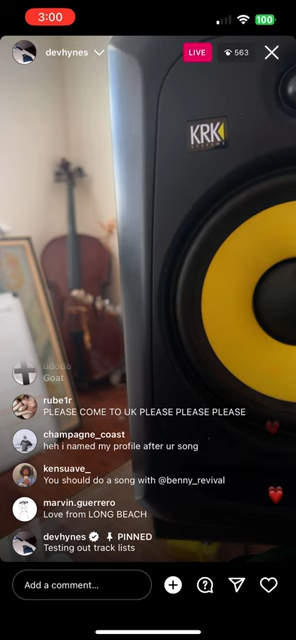 3:00
100
devhynes
LIVE
563
KRK
SYSTEMS
Goat
rube1r
PLEASE COME TO UK PLEASE PLEASE PLEASE
champagne_coast
heh i named my profile after ur song
kensuave_
You should do a song with @benny_revival
marvin.guerrero
Love from LONG BEACH
devhynes PINNED
Testing out track lists
Add a comment...